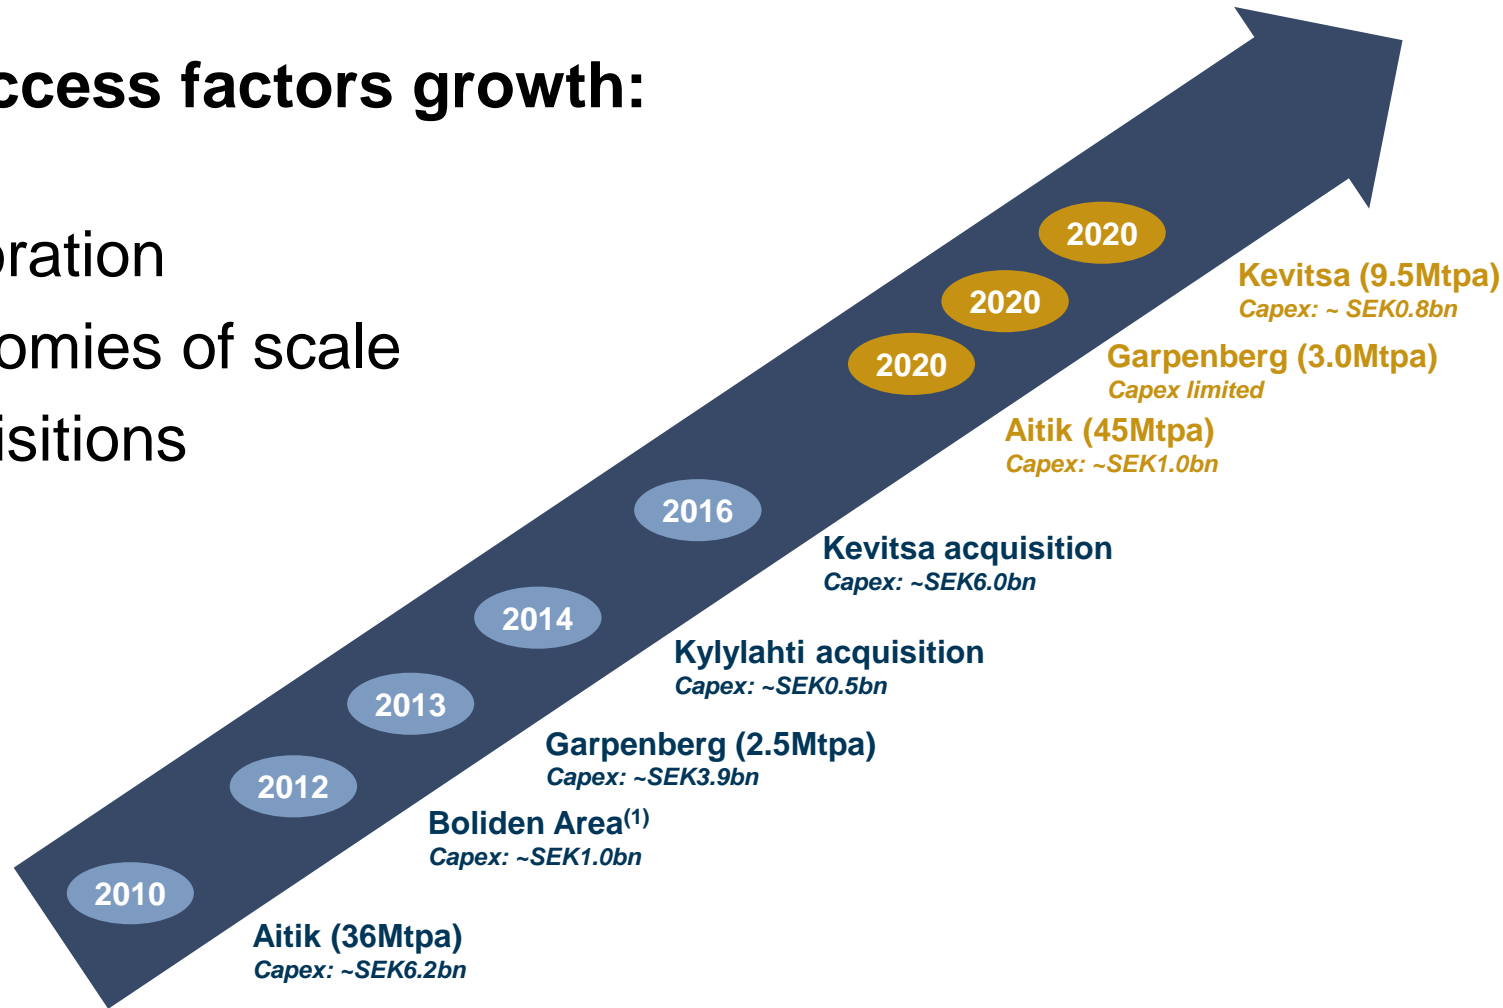 ccess factors growth:
oration
omies of scale
isitions
2020
Kevitsa (9.5Mtpa)
Capex: ~ SEK0.8bn
2020
Garpenberg (3.0Mtpa)
Capex limited
2020
Aitik (45Mtpa)
Capex: ~SEK1.0bn
2016
Kevitsa acquisition
Capex: ~SEK6.0bn
2014
Kylylahti acquisition
Capex: ~SEK0.5bn
2013
Garpenberg (2.5Mtpa)
Capex: ~SEK3.9bn
2012
Boliden Area(1)
Capex: ~SEK1.0bn
2010
Aitik (36Mtpa)
Capex: ~SEK6.2bn